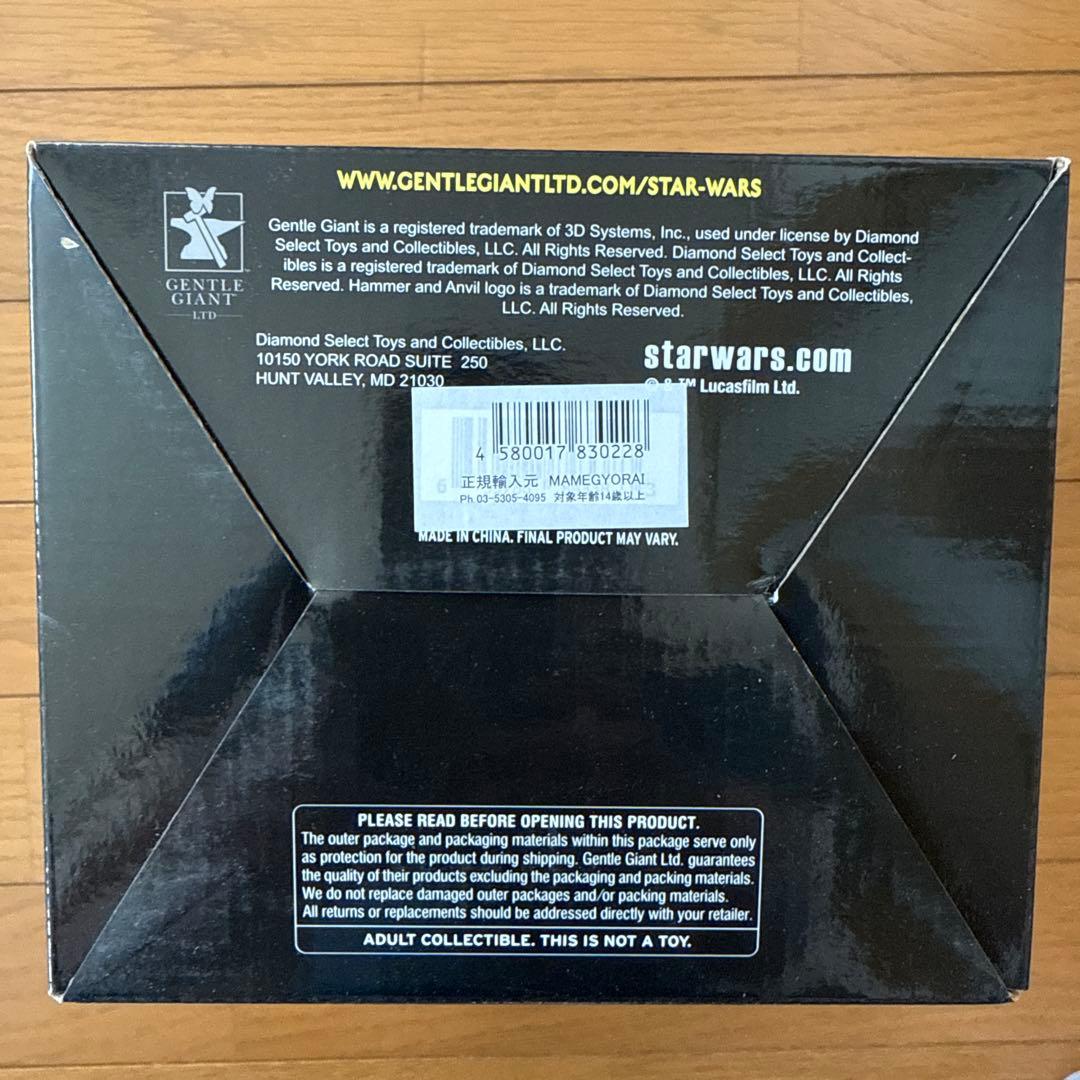 WWW.GENTLEGIANTLTD.COM/STAR-WARS
GENTLE
GIANT
LTD
Gentle Giant is a registered trademark of 3D Systems, Inc., used under license by Diamond
Select Toys and Collectibles, LLC. All Rights Reserved. Diamond Select Toys and Collect-
ibles is a registered trademark of Diamond Select Toys and Collectibles, LLC. All Rights
Reserved. Hammer and Anvil logo is a trademark of Diamond Select Toys and Collectibles,
LLC. All Rights Reserved.
Diamond Select Toys and Collectibles, LLC.
10150 YORK ROAD SUITE 250
HUNT VALLEY, MD 21030
starwars.com
© & ™ Lucasfilm Ltd.
4 580017 830228
正規輸入元 MAMEGYORAI
Ph.03-5305-4095 対象年齢14歳以上
MADE IN CHINA. FINAL PRODUCT MAY VARY.
PLEASE READ BEFORE OPENING THIS PRODUCT.
The outer package and packaging materials within this package serve only
as protection for the product during shipping. Gentle Giant Ltd. guarantees
the quality of their products excluding the packaging and packing materials.
We do not replace damaged outer packages and/or packing materials.
All returns or replacements should be addressed directly with your retailer.
ADULT COLLECTIBLE. THIS IS NOT A TOY.